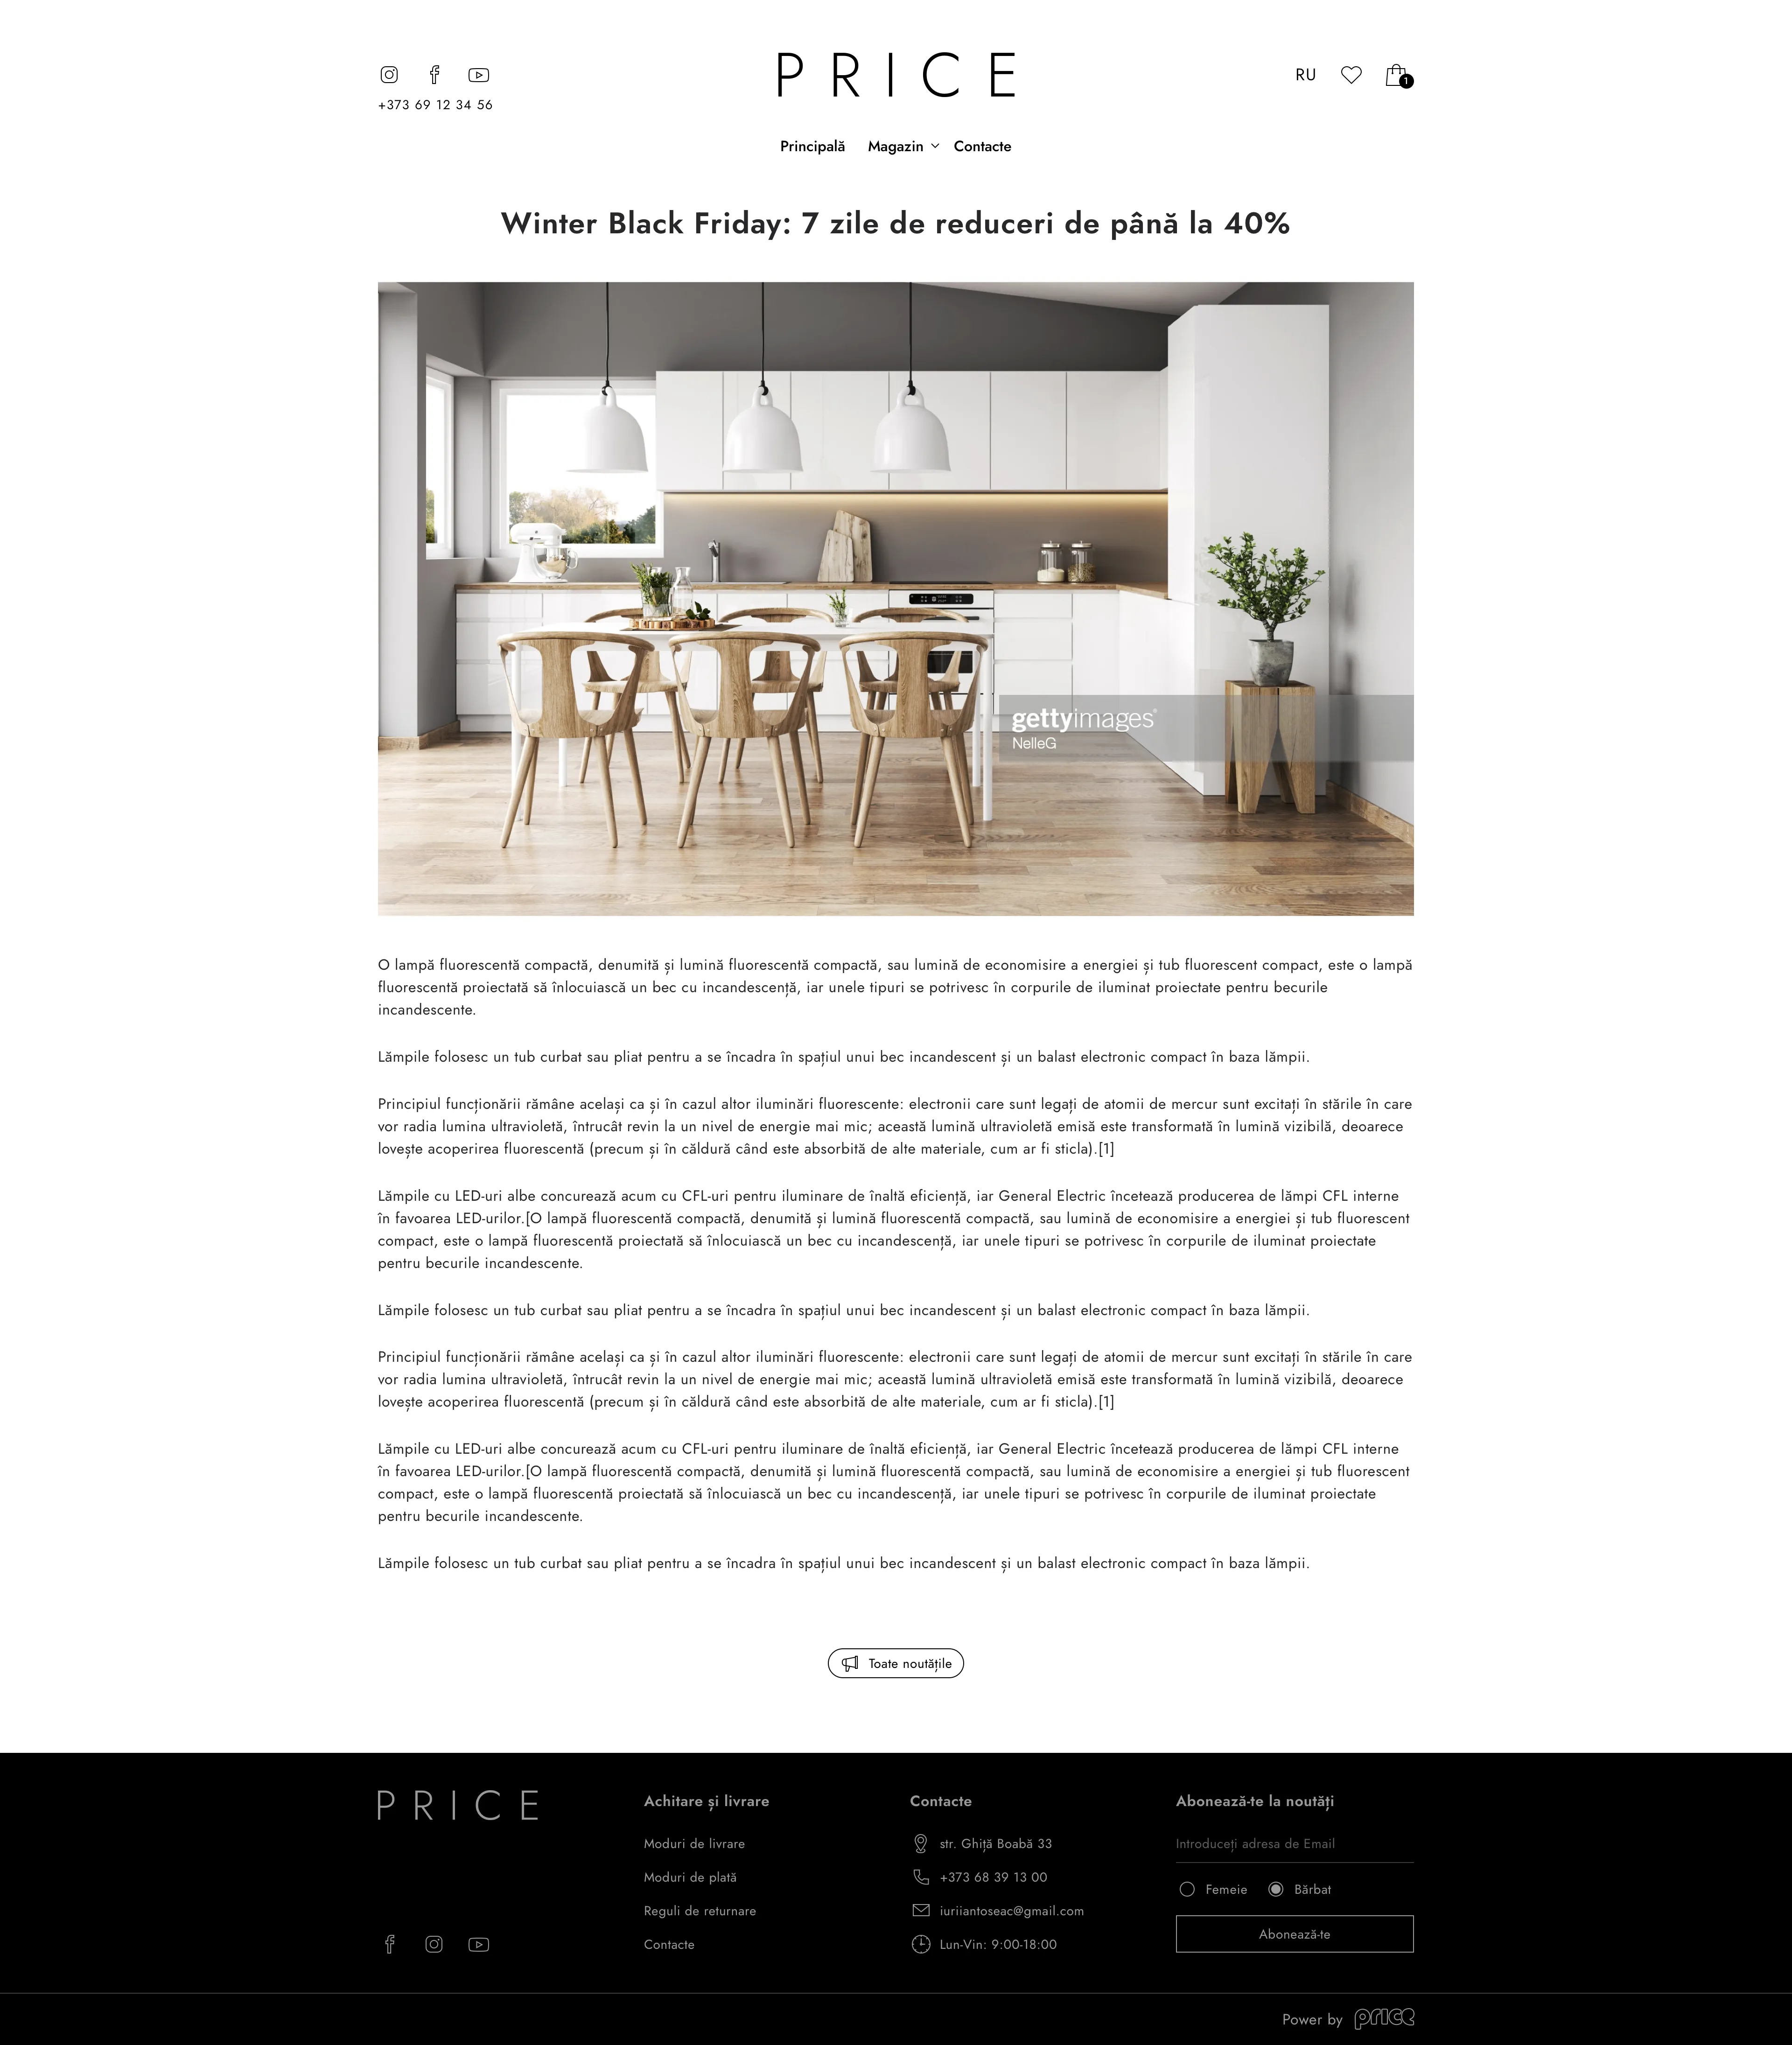 PRICE
RU
1
+373 69 12 34 56
Principală
Magazin
Contacte
Winter Black Friday: 7 zile de reduceri de până la 40%
gettyimages®
NelleG
O lampă fluorescentă compactă, denumită și lumină fluorescentă compactă, sau lumină de economisire a energiei și tub fluorescent compact, este o lampă
fluorescentă proiectată să înlocuiască un bec cu incandescență, iar unele tipuri se potrivesc în corpurile de iluminat proiectate pentru becurile
incandescente.
Lămpile folosesc un tub curbat sau pliat pentru a se încadra în spațiul unui bec incandescent și un balast electronic compact în baza lămpii.
Principiul funcționării rămâne același ca și în cazul altor iluminări fluorescente: electronii care sunt legați de atomii de mercur sunt excitați în stările în care
vor radia lumina ultravioletă, întrucât revin la un nivel de energie mai mic; această lumină ultravioletă emisă este transformată în lumină vizibilă, deoarece
lovește acoperirea fluorescentă (precum și în căldură când este absorbită de alte materiale, cum ar fi sticla).[1]
Lămpile cu LED-uri albe concurează acum cu CFL-uri pentru iluminare de înaltă eficiență, iar General Electric încetează producerea de lămpi CFL interne
în favoarea LED-urilor.[O lampă fluorescentă compactă, denumită și lumină fluorescentă compactă, sau lumină de economisire a energiei și tub fluorescent
compact, este o lampă fluorescentă proiectată să înlocuiască un bec cu incandescență, iar unele tipuri se potrivesc în corpurile de iluminat proiectate
pentru becurile incandescente.
Lămpile folosesc un tub curbat sau pliat pentru a se încadra în spațiul unui bec incandescent și un balast electronic compact în baza lămpii.
Principiul funcționării rămâne același ca și în cazul altor iluminări fluorescente: electronii care sunt legați de atomii de mercur sunt excitați în stările în care
vor radia lumina ultravioletă, întrucât revin la un nivel de energie mai mic; această lumină ultravioletă emisă este transformată în lumină vizibilă, deoarece
lovește acoperirea fluorescentă (precum și în căldură când este absorbită de alte materiale, cum ar fi sticla).[1]
Lămpile cu LED-uri albe concurează acum cu CFL-uri pentru iluminare de înaltă eficiență, iar General Electric încetează producerea de lămpi CFL interne
în favoarea LED-urilor.[O lampă fluorescentă compactă, denumită și lumină fluorescentă compactă, sau lumină de economisire a energiei și tub fluorescent
compact, este o lampă fluorescentă proiectată să înlocuiască un bec cu incandescență, iar unele tipuri se potrivesc în corpurile de iluminat proiectate
pentru becurile incandescente.
Lămpile folosesc un tub curbat sau pliat pentru a se încadra în spațiul unui bec incandescent și un balast electronic compact în baza lămpii.
Toate noutățile
PRICE
Achitare și livrare
Moduri de livrare
Moduri de plată
Reguli de returnare
Contacte
Contacte
str. Ghiță Boabă 33
+373 68 39 13 00
iuriiantoseac@gmail.com
Lun-Vin: 9:00-18:00
Abonează-te la noutăți
Introduceți adresa de Email
Femeie
Bărbat
Abonează-te
Power by price